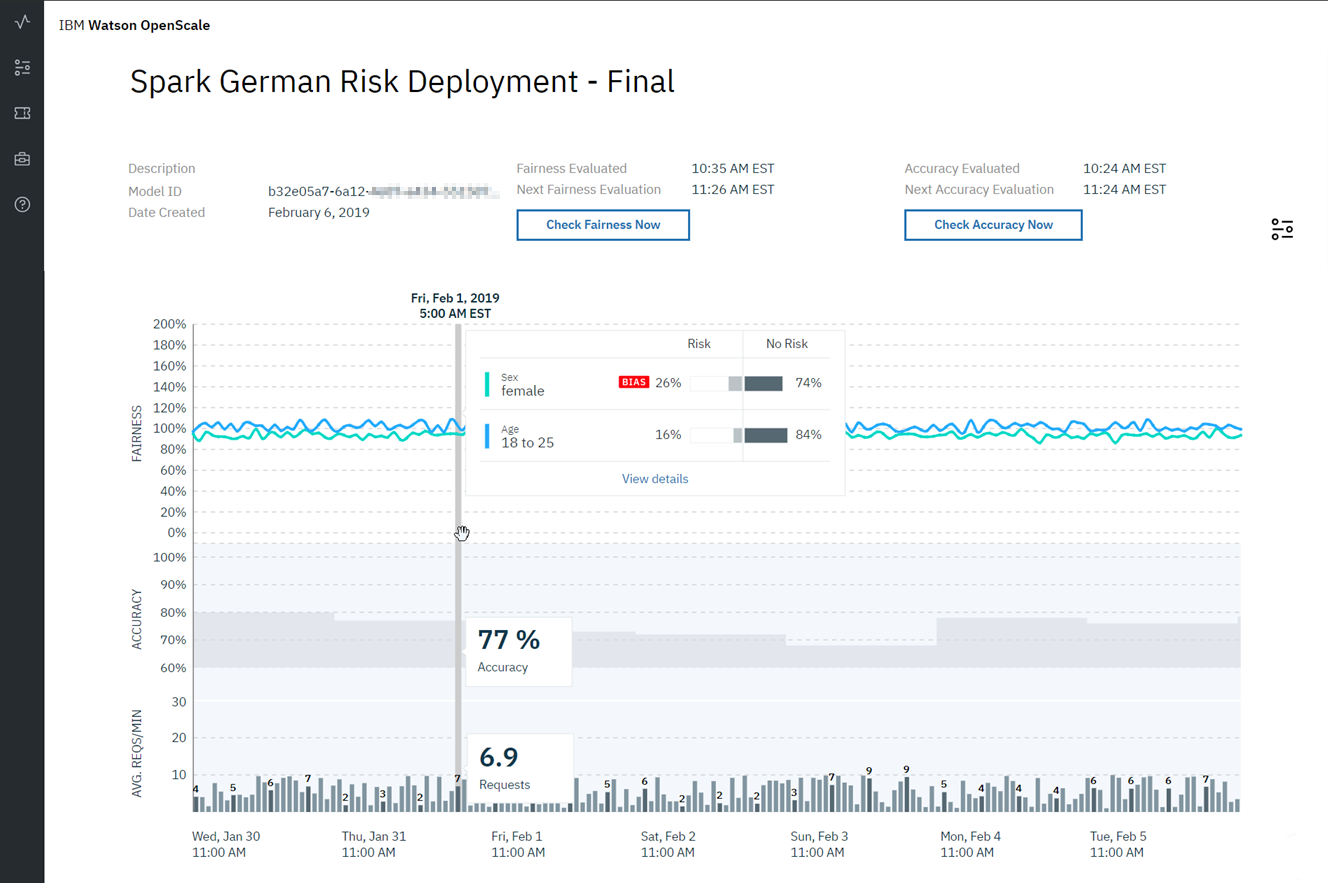 IBM Watson OpenScale
Spark German Risk Deployment - Final
Description
Model ID b32e05a7-6a12-
Date Created February 6, 2019
Fairness Evaluated 10:35 AM EST
Next Fairness Evaluation 11:26 AM EST
Check Fairness Now
Accuracy Evaluated 10:24 AM EST
Next Accuracy Evaluation 11:24 AM EST
Check Accuracy Now
Fri, Feb 1, 2019
5:00 AM EST
FAIRNESS
200%
180%
160%
140%
120%
100%
80%
60%
40%
20%
0%
Risk No Risk
Sex
female BIAS 26% 74%
Age
18 to 25 16% 84%
View details
ACCURACY
100%
90%
80%
70%
60%
77 %
Accuracy
AVG. REQS/MIN
30
20
10
6.9
Requests
4 5 6 7 2 3 2 7 5 6 2 2 2 3 7 9 9 5 4 4 4 6 6 6 7
Wed, Jan 30
11:00 AM
Thu, Jan 31
11:00 AM
Fri, Feb 1
11:00 AM
Sat, Feb 2
11:00 AM
Sun, Feb 3
11:00 AM
Mon, Feb 4
11:00 AM
Tue, Feb 5
11:00 AM